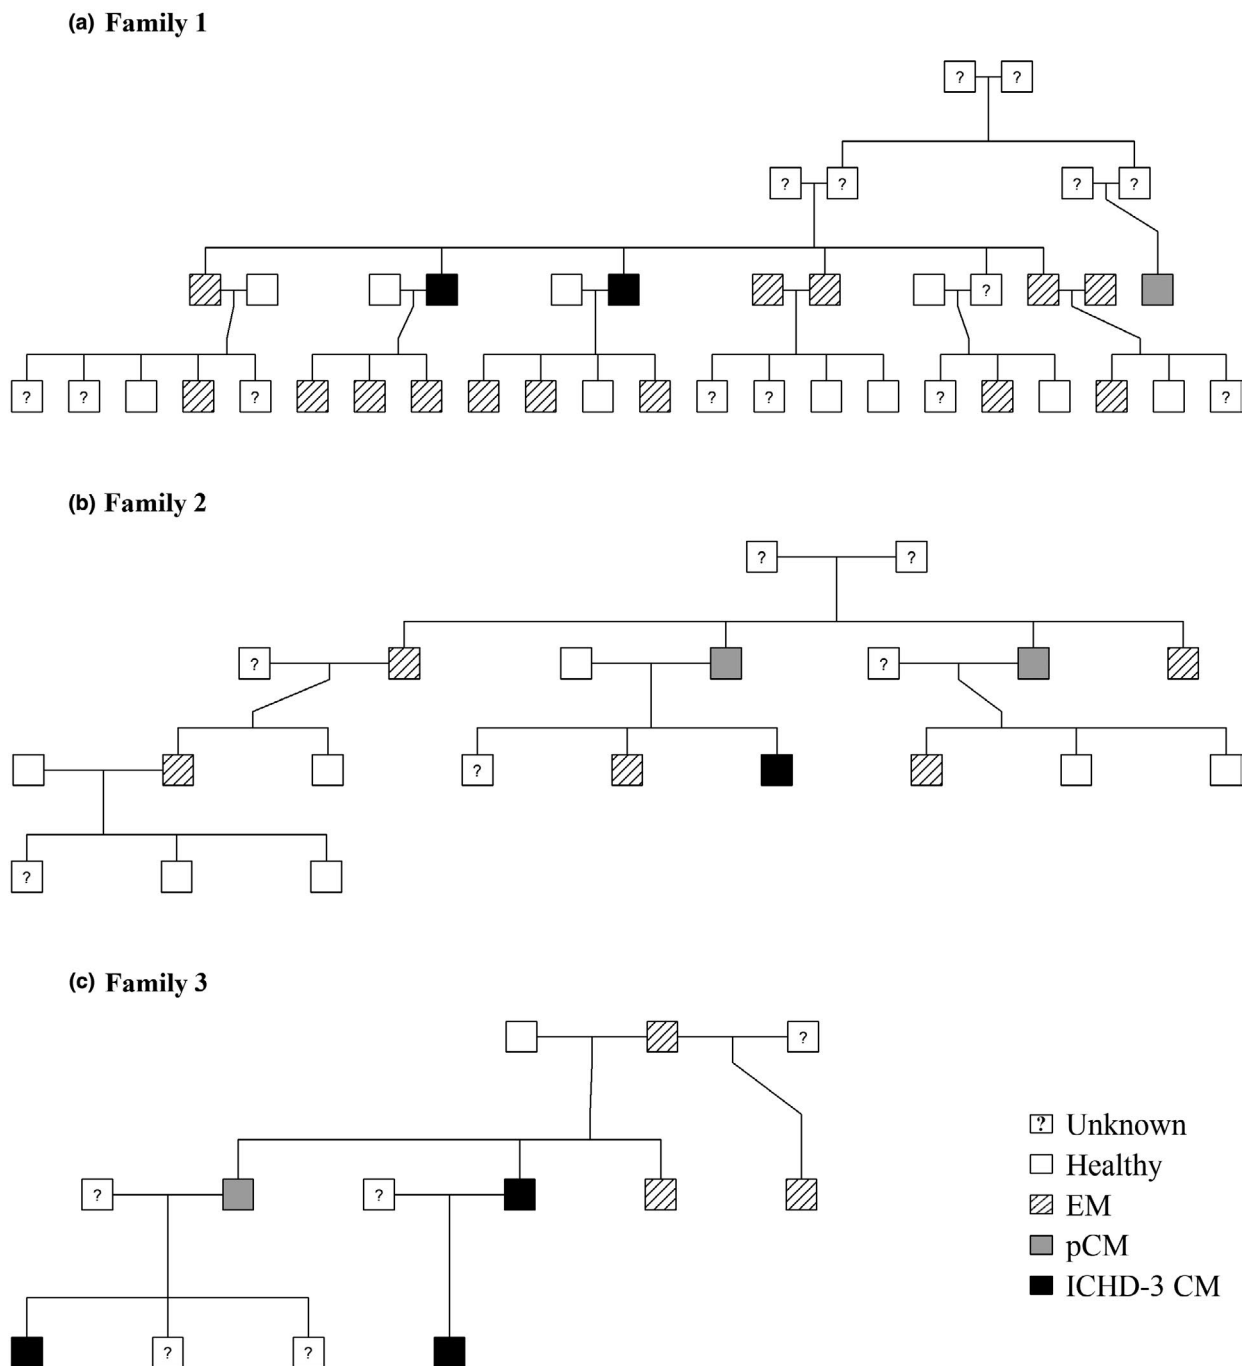 (a) Family 1
? ?
? ? ? ?
?
? ? ? ? ? ? ?
(b) Family 2
? ?
? ?
?
?
(c) Family 3
?
? ?
? ?
? Unknown
Healthy
EM
pCM
ICHD-3 CM